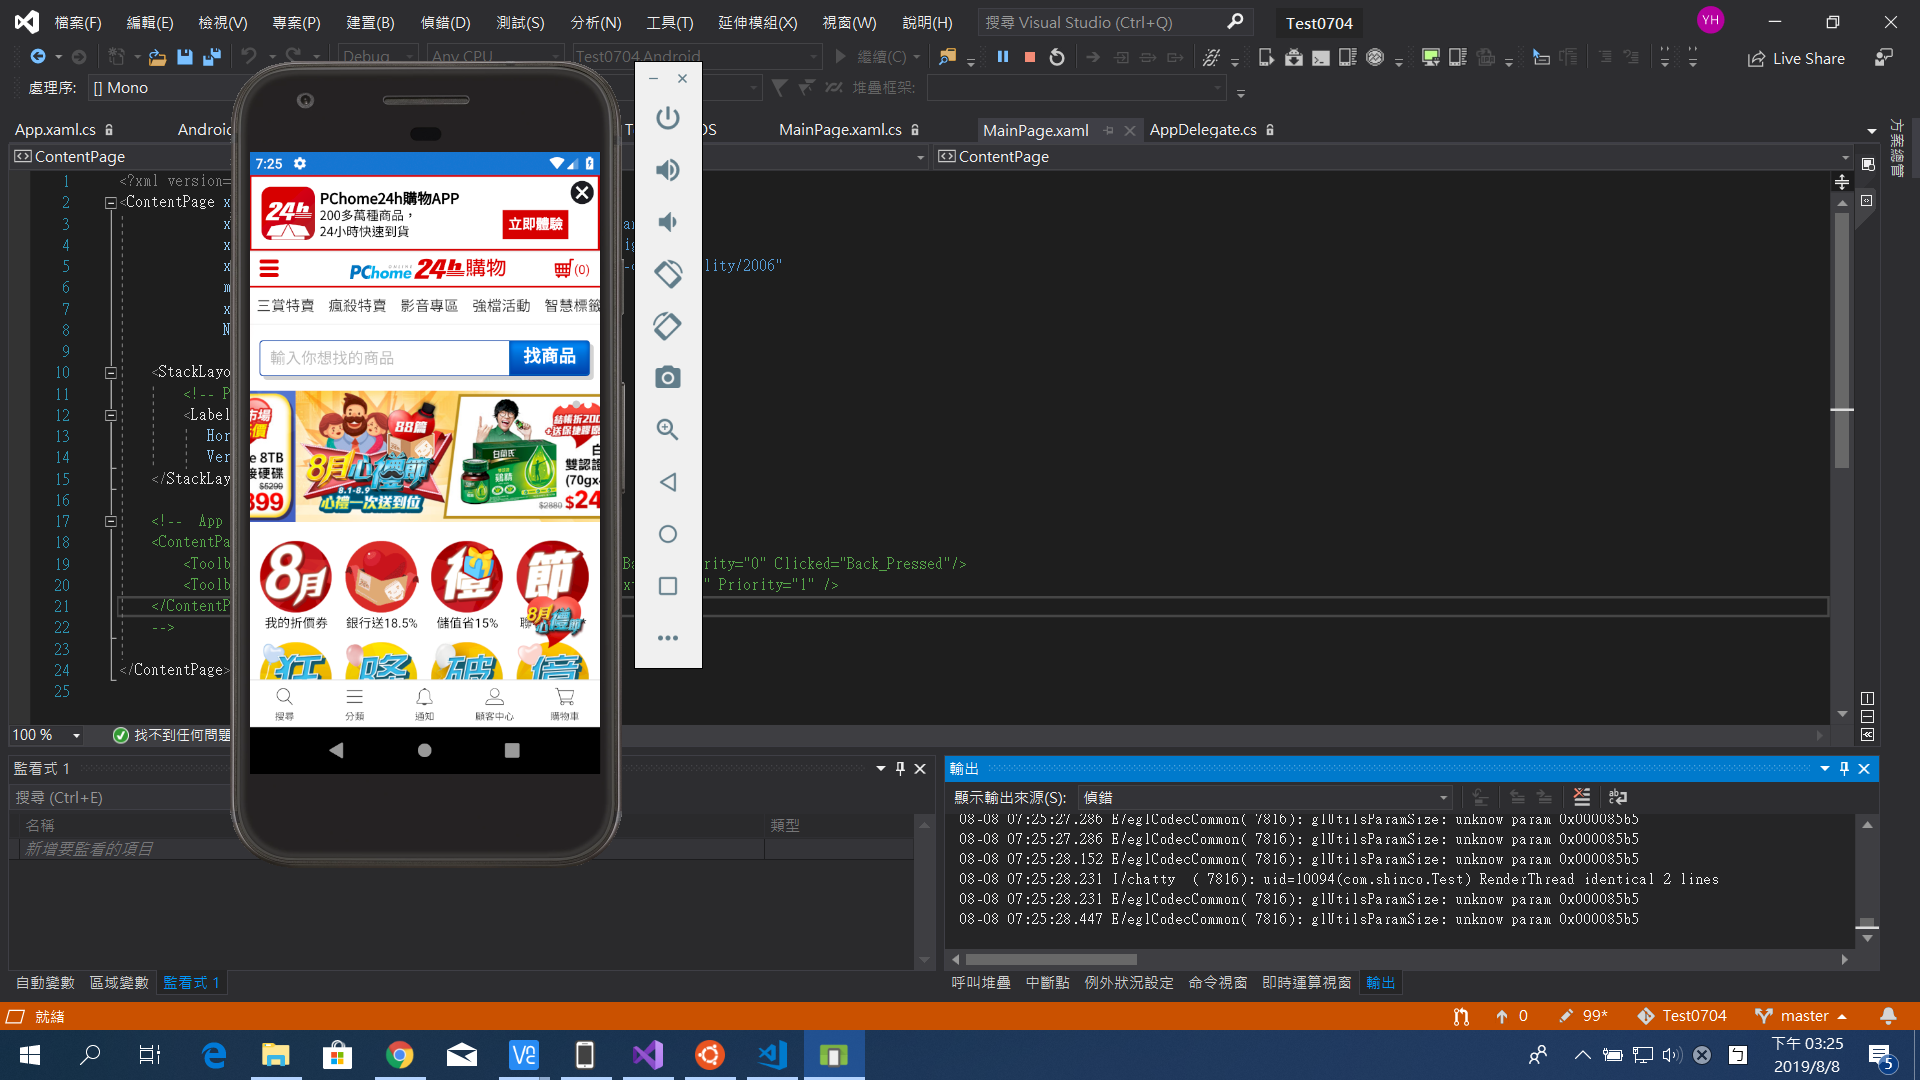 檔案(F) 編輯(E) 檢視(V) 專案(P) 建置(B) 偵錯(D) 測試(S) 分析(N) 工具(T) 延伸模組(X) 視窗(W) 說明(H) 搜尋 Visual Studio (Ctrl+Q) Test0704 YH
Debug Any CPU Test0704.Android 繼續(C) Live Share
處理序: [] Mono 堆疊框架:
App.xaml.cs Android OS MainPage.xaml.cs MainPage.xaml AppDelegate.cs
方案總管
ContentPage ContentPage
1 <?xml version=
2 <ContentPage x
3 x
4 x
5 x lity/2006"
6 m
7 x
8 N
9
10 <StackLayo
11 <!-- P
12 <Label
13 Hor
14 Ver
15 </StackLay
16
17 <!-- App
18 <ContentPa
19 <Toolb Ba rity="0" Clicked="Back_Pressed"/>
20 <Toolb " Priority="1" />
21 </ContentP
22 -->
23
24 </ContentPage>
25
7:25
PChome24h購物APP
200多萬種商品，
24小時快速到貨
立即體驗
24h
PChome ONLINE 24h購物 (0)
三賞特賣 瘋殺特賣 影音專區 強檔活動 智慧標籤
輸入你想找的商品 找商品
88篇
8月心禮節
8.1-8.9
心禮一次送到位
e 8TB
接硬碟
$5299
899
結帳折200
白蘭氏
雙認證
(70gx
$2880 $24
8月 禮 節
我的折價券 銀行送18.5% 儲值省15%
8月心禮節
狂 降 破 億
搜尋 分類 通知 顧客中心 購物車
100 % 找不到任何問題
監看式 1
搜尋 (Ctrl+E)
名稱 類型
新增要監看的項目
自動變數 區域變數 監看式 1
輸出
顯示輸出來源(S): 偵錯
08-08 07:25:27.286 E/eglCodecCommon( 7816): glUtilsParamSize: unknow param 0x000085b5
08-08 07:25:27.286 E/eglCodecCommon( 7816): glUtilsParamSize: unknow param 0x000085b5
08-08 07:25:28.152 E/eglCodecCommon( 7816): glUtilsParamSize: unknow param 0x000085b5
08-08 07:25:28.231 I/chatty ( 7816): uid=10094(com.shinco.Test) RenderThread identical 2 lines
08-08 07:25:28.231 E/eglCodecCommon( 7816): glUtilsParamSize: unknow param 0x000085b5
08-08 07:25:28.447 E/eglCodecCommon( 7816): glUtilsParamSize: unknow param 0x000085b5
呼叫堆疊 中斷點 例外狀況設定 命令視窗 即時運算視窗 輸出
就緒 0 99* Test0704 master
下午 03:25
2019/8/8
5